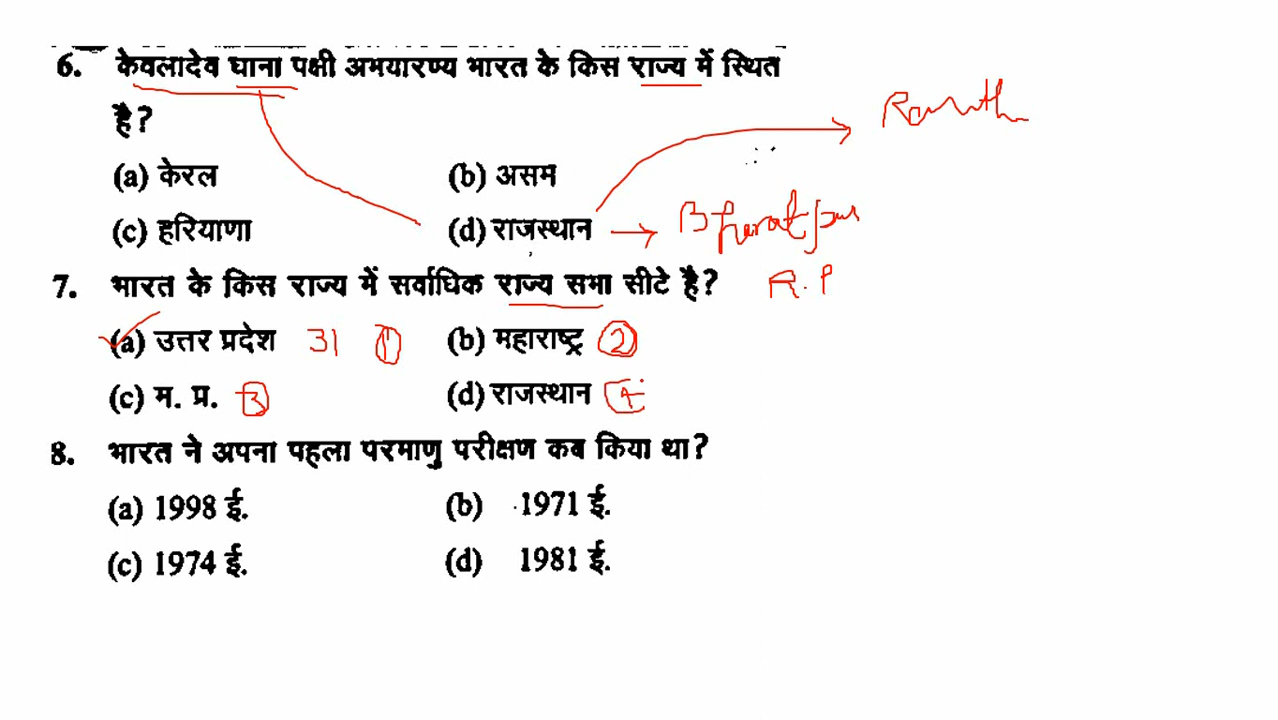 6. केवलादेव घाना पक्षी अभयारण्य भारत के किस राज्य में स्थित
है?
(a) केरल (b) असम
(c) हरियाणा (d) राजस्थान → Bharatpur
7. भारत के किस राज्य में सर्वाधिक राज्य सभा सीटे है? R.P
(a) उत्तर प्रदेश 31 1 (b) महाराष्ट्र 2
(c) म. प्र. 3 (d) राजस्थान 4
8. भारत ने अपना पहला परमाणु परीक्षण कब किया था?
(a) 1998 ई. (b) 1971 ई.
(c) 1974 ई. (d) 1981 ई.